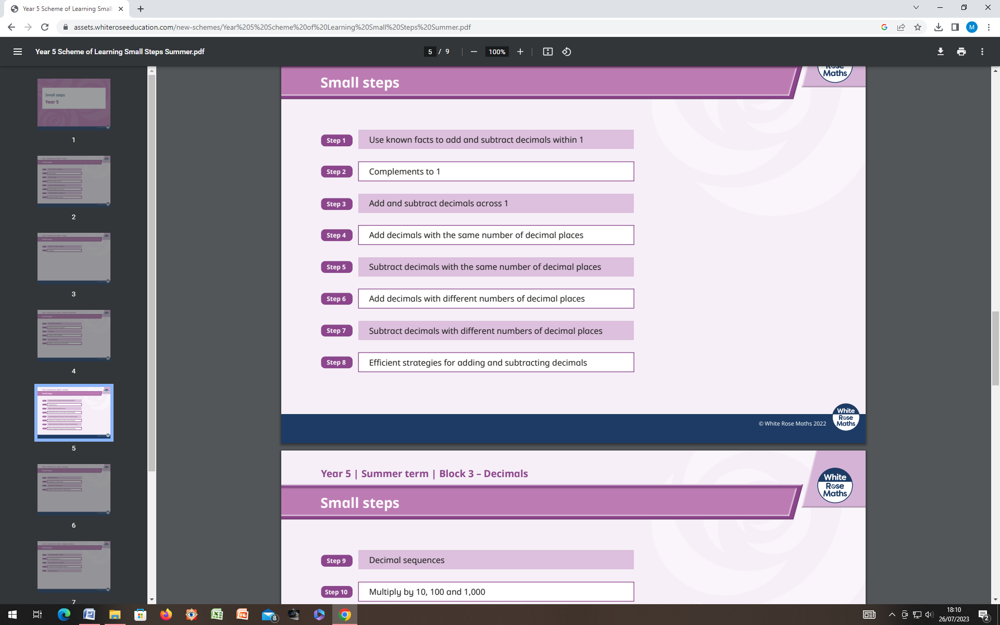 Year 5 Scheme of Learning Small
assets.whiteroseeducation.com/new-schemes/Year%205%20Scheme%20of%20Learning%20Small%20Steps%20Summer.pdf
M
Year 5 Scheme of Learning Small Steps Summer.pdf
5 / 9
100%
Small steps
Year 5
1
2
3
4
5
6
7
Rose
Maths
Small steps
Step 1 Use known facts to add and subtract decimals within 1
Step 2 Complements to 1
Step 3 Add and subtract decimals across 1
Step 4 Add decimals with the same number of decimal places
Step 5 Subtract decimals with the same number of decimal places
Step 6 Add decimals with different numbers of decimal places
Step 7 Subtract decimals with different numbers of decimal places
Step 8 Efficient strategies for adding and subtracting decimals
© White Rose Maths 2022
White
Rose
Maths
Year 5 | Summer term | Block 3 – Decimals
White
Rose
Maths
Small steps
Step 9 Decimal sequences
Step 10 Multiply by 10, 100 and 1,000
8
18:10
26/07/2023
2